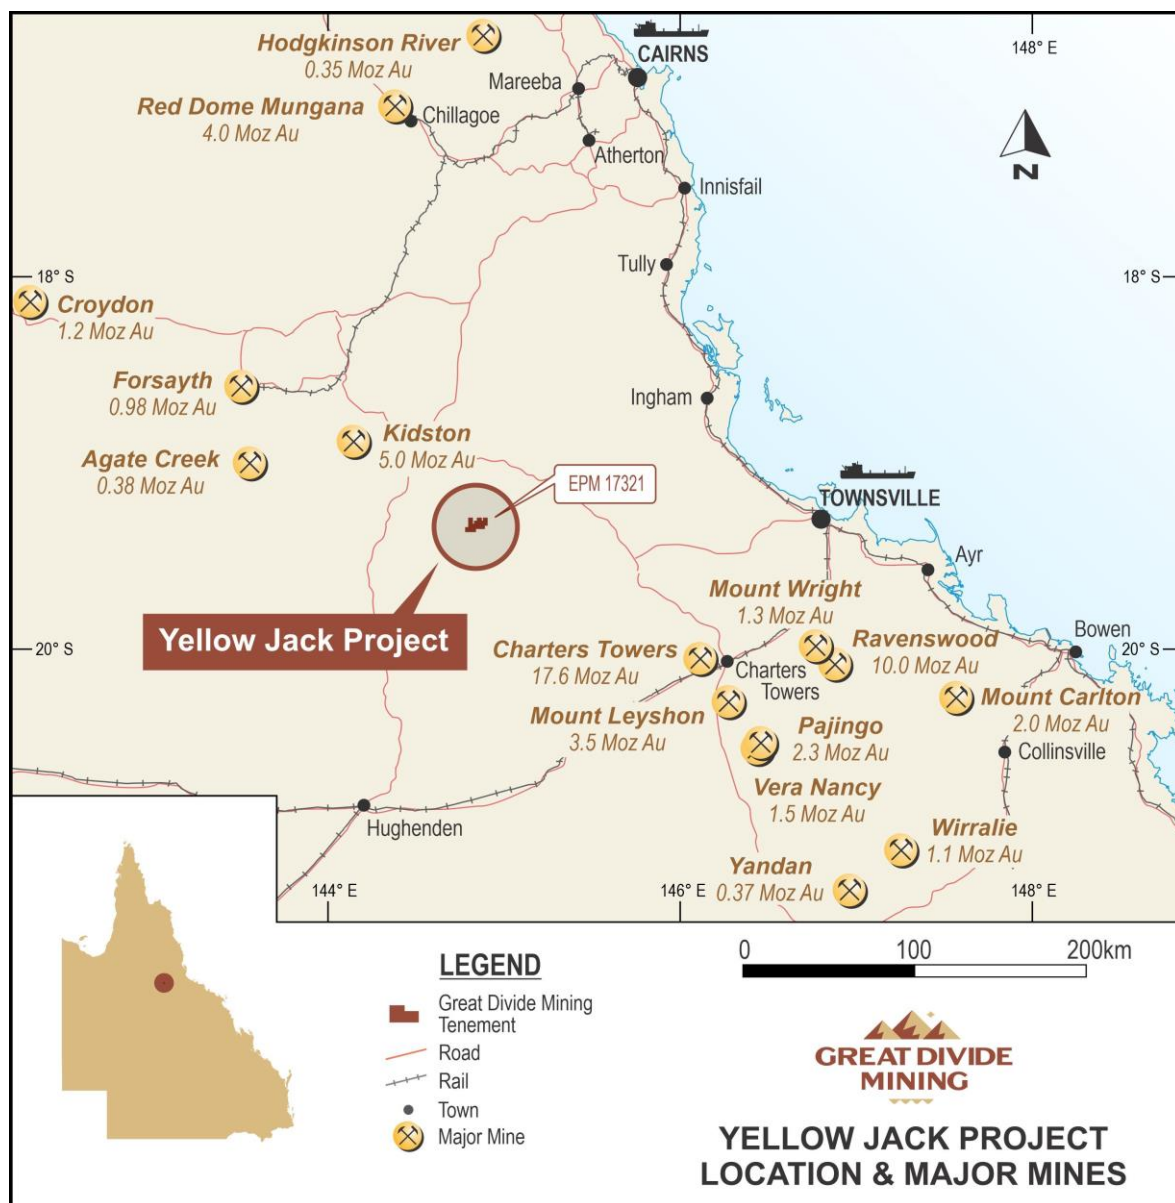 Hodgkinson River
0.35 Moz Au
CAIRNS
148° E
Mareeba
Red Dome Mungana
4.0 Moz Au
Chillagoe
Atherton
N
Innisfail
Tully
18° S
18° S
Croydon
1.2 Moz Au
Forsayth
0.98 Moz Au
Ingham
Kidston
5.0 Moz Au
Agate Creek
0.38 Moz Au
EPM 17321
TOWNSVILLE
Ayr
Mount Wright
1.3 Moz Au
Yellow Jack Project
Ravenswood
10.0 Moz Au
Bowen
20° S
20° S
Charters Towers
17.6 Moz Au
Charters
Towers
Mount Carlton
2.0 Moz Au
Mount Leyshon
3.5 Moz Au
Pajingo
2.3 Moz Au
Collinsville
Vera Nancy
1.5 Moz Au
Hughenden
Wirralie
1.1 Moz Au
Yandan
0.37 Moz Au
144° E
146° E
148° E
0 100 200km
LEGEND
Great Divide Mining
Tenement
Road
Rail
Town
Major Mine
GREAT DIVIDE
MINING
YELLOW JACK PROJECT
LOCATION & MAJOR MINES